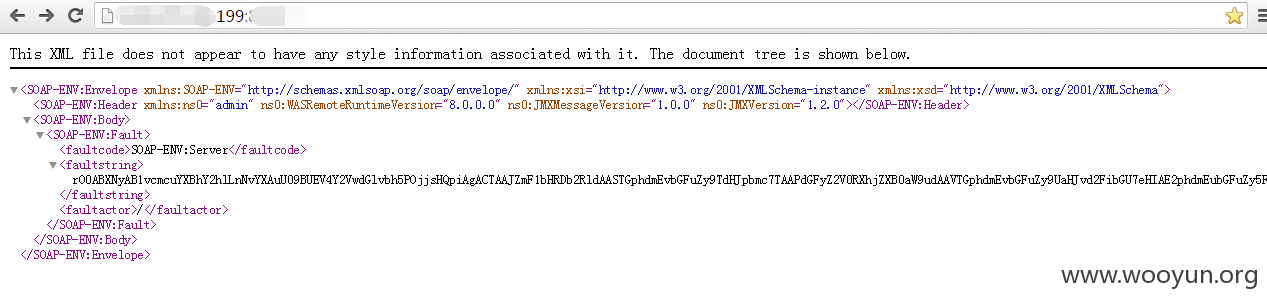 199:
This XML file does not appear to have any style information associated with it. The document tree is shown below.
<SOAP-ENV:Envelope xmlns:SOAP-ENV="http://schemas.xmlsoap.org/soap/envelope/" xmlns:xsi="http://www.w3.org/2001/XMLSchema-instance" xmlns:xsd="http://www.w3.org/2001/XMLSchema">
<SOAP-ENV:Header xmlns:ns0="admin" ns0:WASRemoteRuntimeVersion="8.0.0.0" ns0:JMXMessageVersion="1.0.0" ns0:JMXVersion="1.2.0"></SOAP-ENV:Header>
<SOAP-ENV:Body>
<SOAP-ENV:Fault>
<faultcode>SOAP-ENV:Server</faultcode>
<faultstring>
rO0ABXNyAB1vcmcuYXBhY2hlLnNvYXAuU09BUEV4Y2VwdGlvbh5POjjsHQpiAgACTAAJZmF1bHRDb2RldAASTGphdmEvbGFuZy9TdHJpbmc7TAAPdGFyZ2V0RXhjZXB0aW9udAAVTGphdmEvbGFuZy9UaHJvd2FibGU7eHIAE2phdmEubGFuZy5F
</faultstring>
<faultactor>/</faultactor>
</SOAP-ENV:Fault>
</SOAP-ENV:Body>
</SOAP-ENV:Envelope>
www.wooyun.org